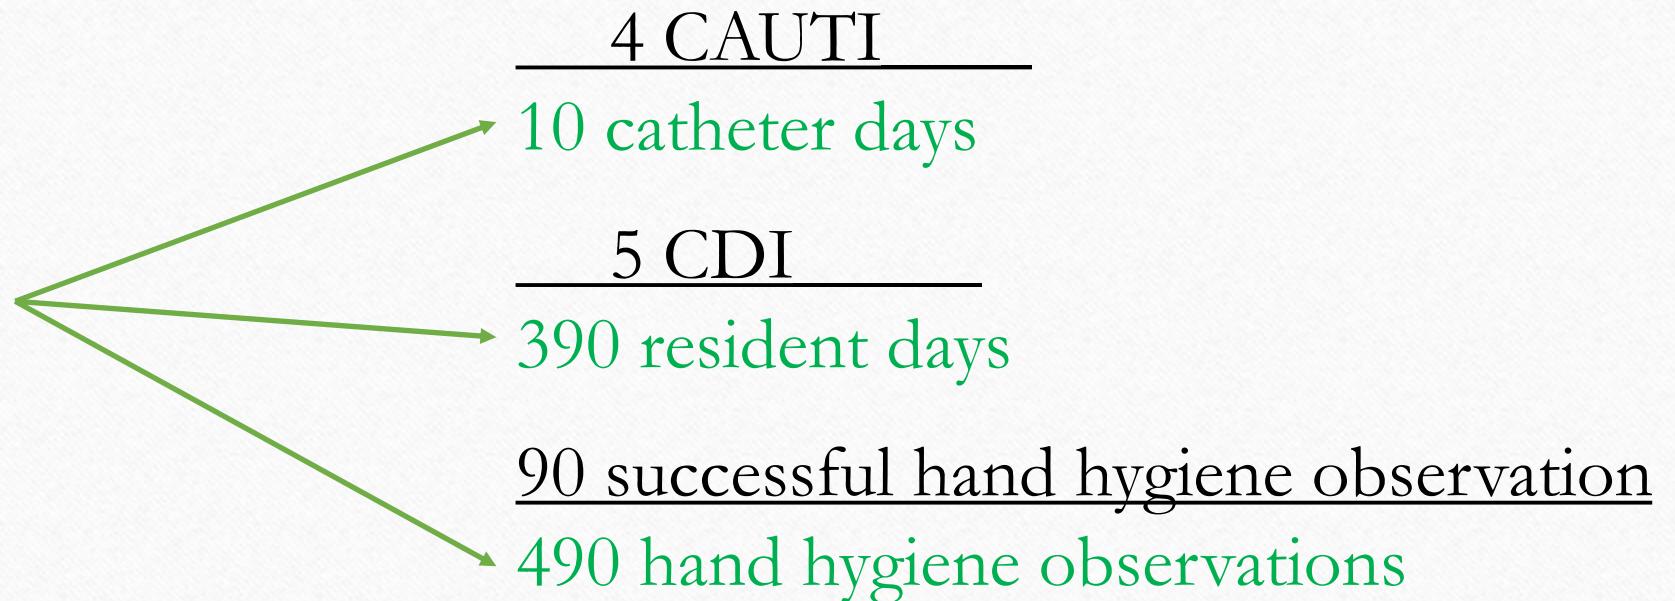 4 CAUTI
10 catheter days
5 CDI
390 resident days
90 successful hand hygiene observation
490 hand hygiene observations